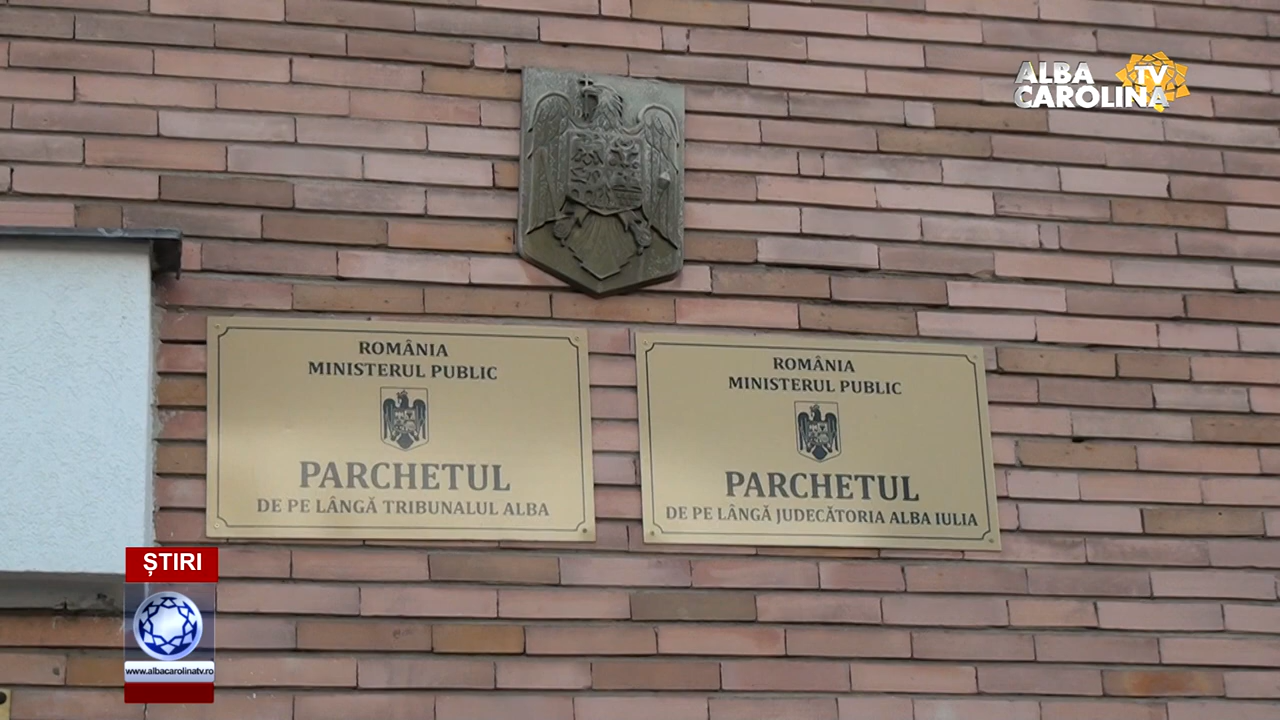 ALBA
CAROLINA
TV
ROMÂNIA
MINISTERUL PUBLIC
PARCHETUL
DE PE LÂNGĂ TRIBUNALUL ALBA
ROMÂNIA
MINISTERUL PUBLIC
PARCHETUL
DE PE LÂNGĂ JUDECĂTORIA ALBA IULIA
ȘTIRI
www.albacarolinatv.ro